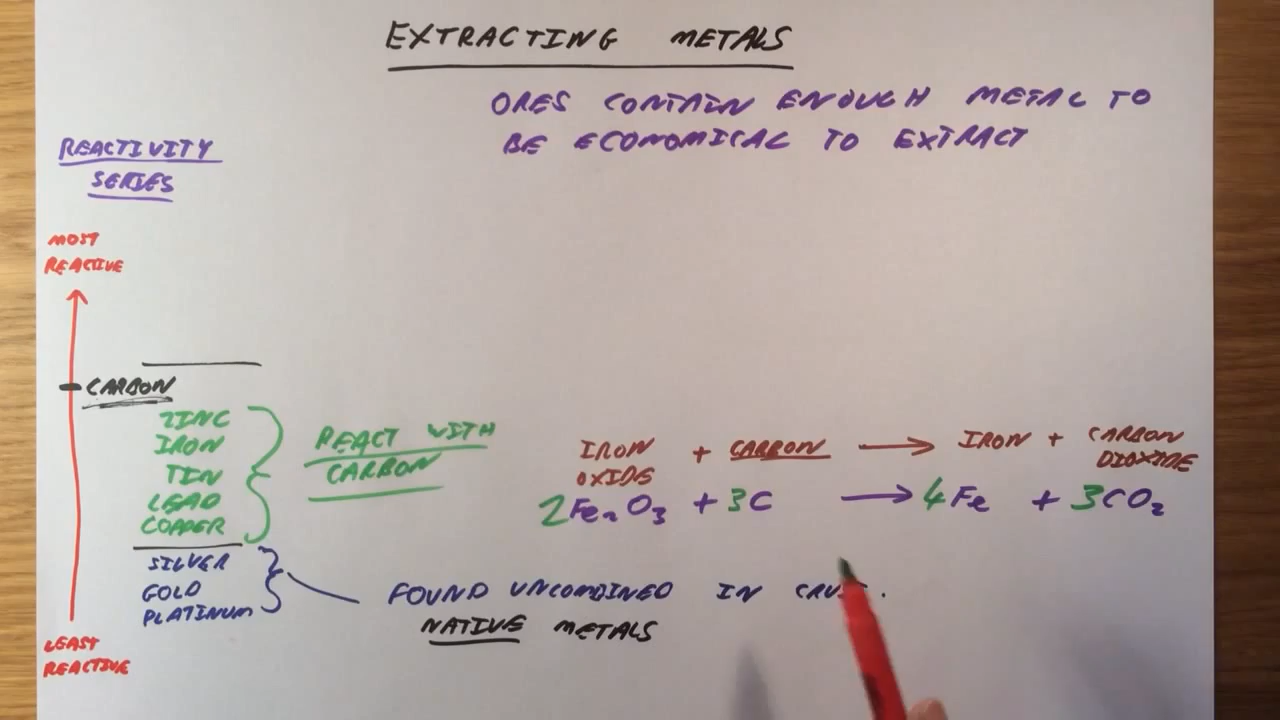 EXTRACTING METALS
ORES CONTAIN ENOUGH METAL TO
BE ECONOMICAL TO EXTRACT
REACTIVITY
SERIES
MOST
REACTIVE
CARBON
ZINC
IRON
TIN
LEAD
COPPER
REACT WITH
CARBON
IRON OXIDE + CARBON → IRON + CARBON DIOXIDE
2Fe₂O₃ + 3C → 4Fe + 3CO₂
SILVER
GOLD
PLATINUM
FOUND UNCOMBINED IN
NATIVE METALS
LEAST
REACTIVE